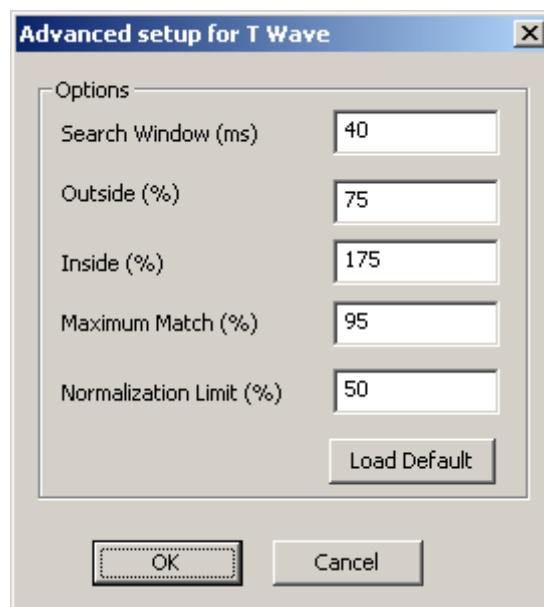 Advanced setup for T Wave
Options
Search Window (ms) 40
Outside (%) 75
Inside (%) 175
Maximum Match (%) 95
Normalization Limit (%) 50
Load Default
OK Cancel